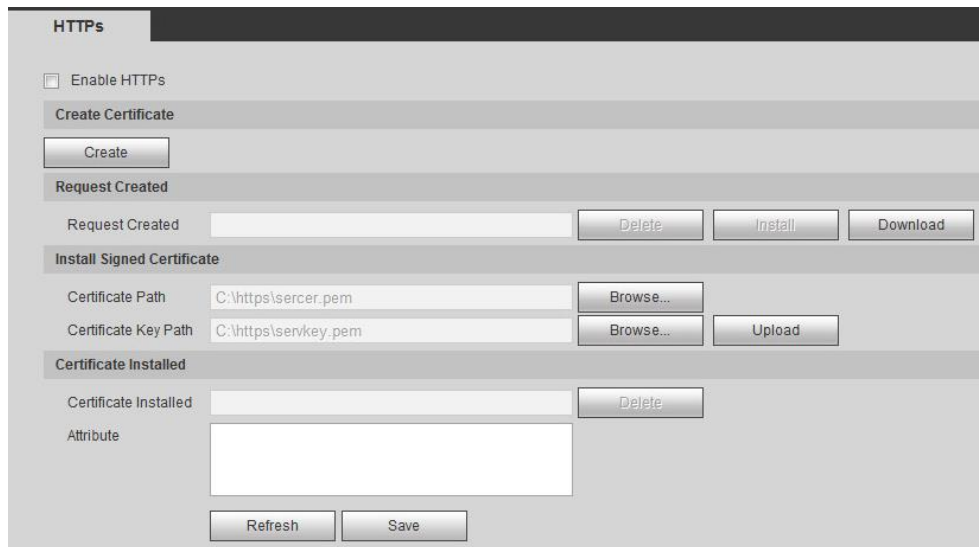 HTTPs
Enable HTTPs
Create Certificate
Create
Request Created
Request Created Delete Install Download
Install Signed Certificate
Certificate Path C:\https\sercer.pem Browse...
Certificate Key Path C:\https\servkey.pem Browse... Upload
Certificate Installed
Certificate Installed Delete
Attribute
Refresh Save